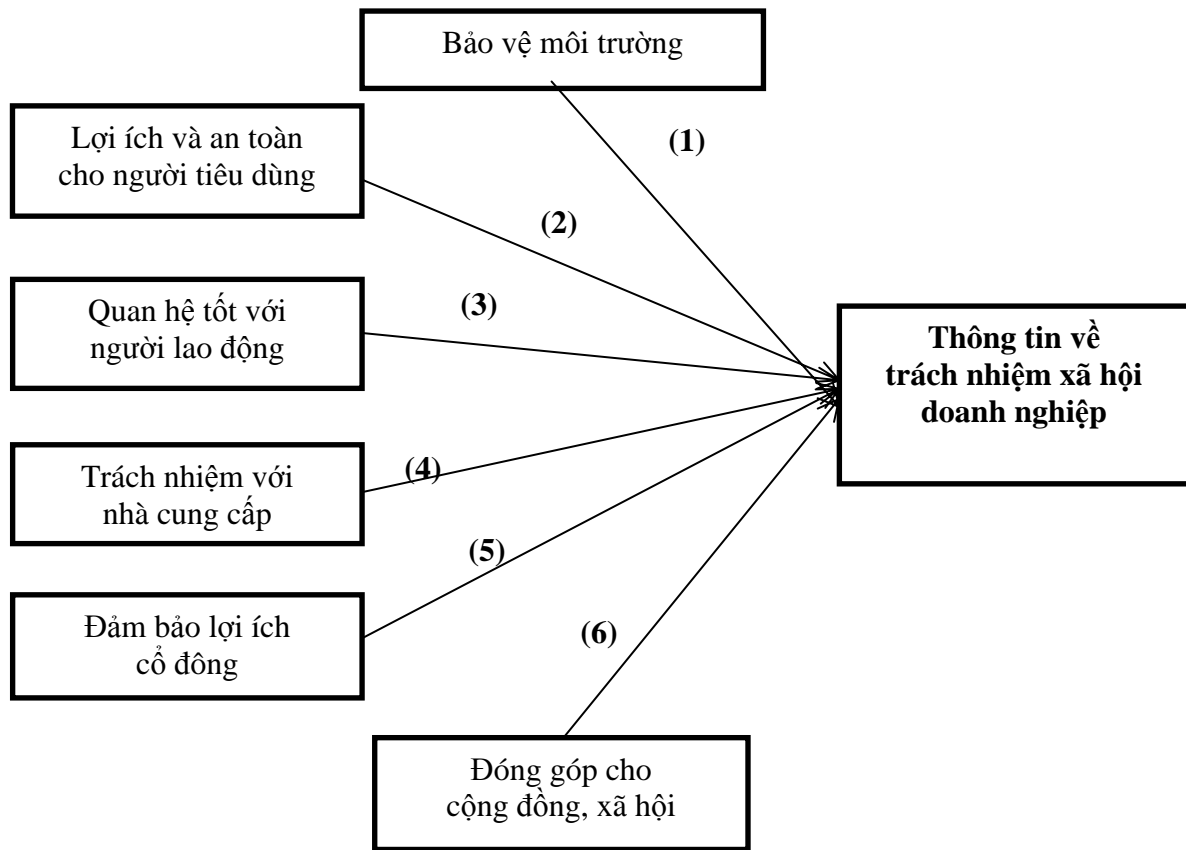 Bảo vệ môi trường
(1)
Lợi ích và an toàn
cho người tiêu dùng
(2)
Quan hệ tốt với
người lao động
(3)
Thông tin về
trách nhiệm xã hội
doanh nghiệp
Trách nhiệm với
nhà cung cấp
(4)
(5)
Đảm bảo lợi ích
cổ đông
(6)
Đóng góp cho
cộng đồng, xã hội